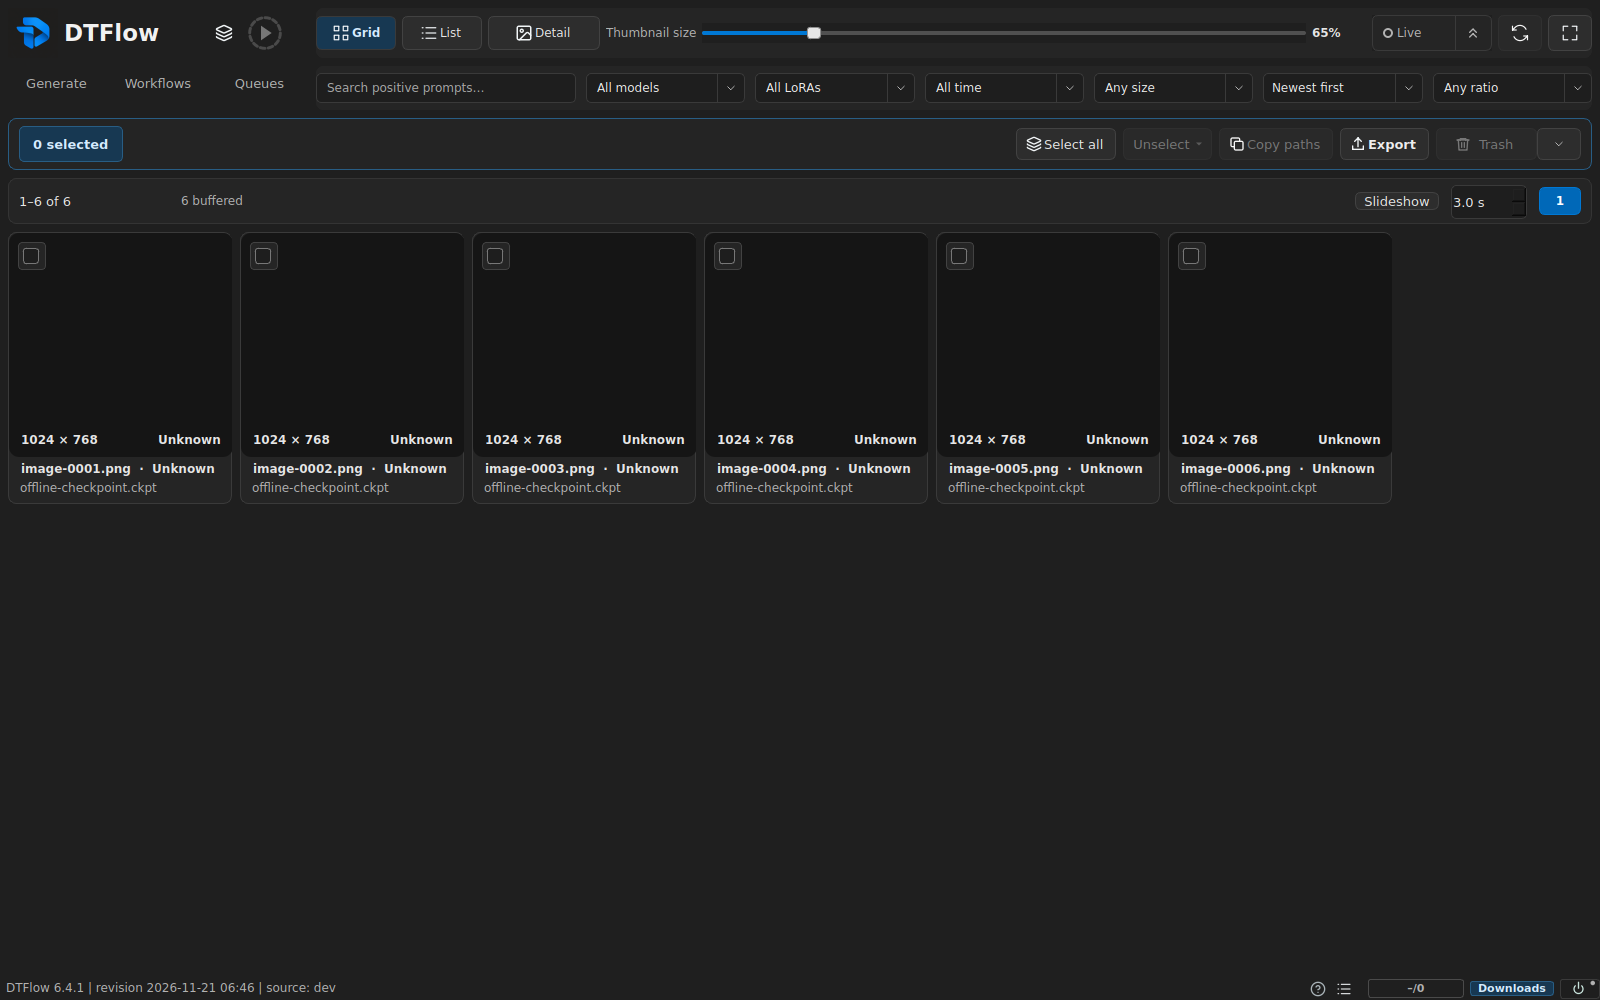 DTFlow
Grid List Detail Thumbnail size 65% Live
Generate Workflows Queues
Search positive prompts... All models All LoRAs All time Any size Newest first Any ratio
0 selected Select all Unselect Copy paths Export Trash
1–6 of 6 6 buffered Slideshow 3.0 s 1
1024 × 768 Unknown 1024 × 768 Unknown 1024 × 768 Unknown 1024 × 768 Unknown 1024 × 768 Unknown 1024 × 768 Unknown
image-0001.png · Unknown image-0002.png · Unknown image-0003.png · Unknown image-0004.png · Unknown image-0005.png · Unknown image-0006.png · Unknown
offline-checkpoint.ckpt offline-checkpoint.ckpt offline-checkpoint.ckpt offline-checkpoint.ckpt offline-checkpoint.ckpt offline-checkpoint.ckpt
DTFlow 6.4.1 | revision 2026-11-21 06:46 | source: dev -/0 Downloads